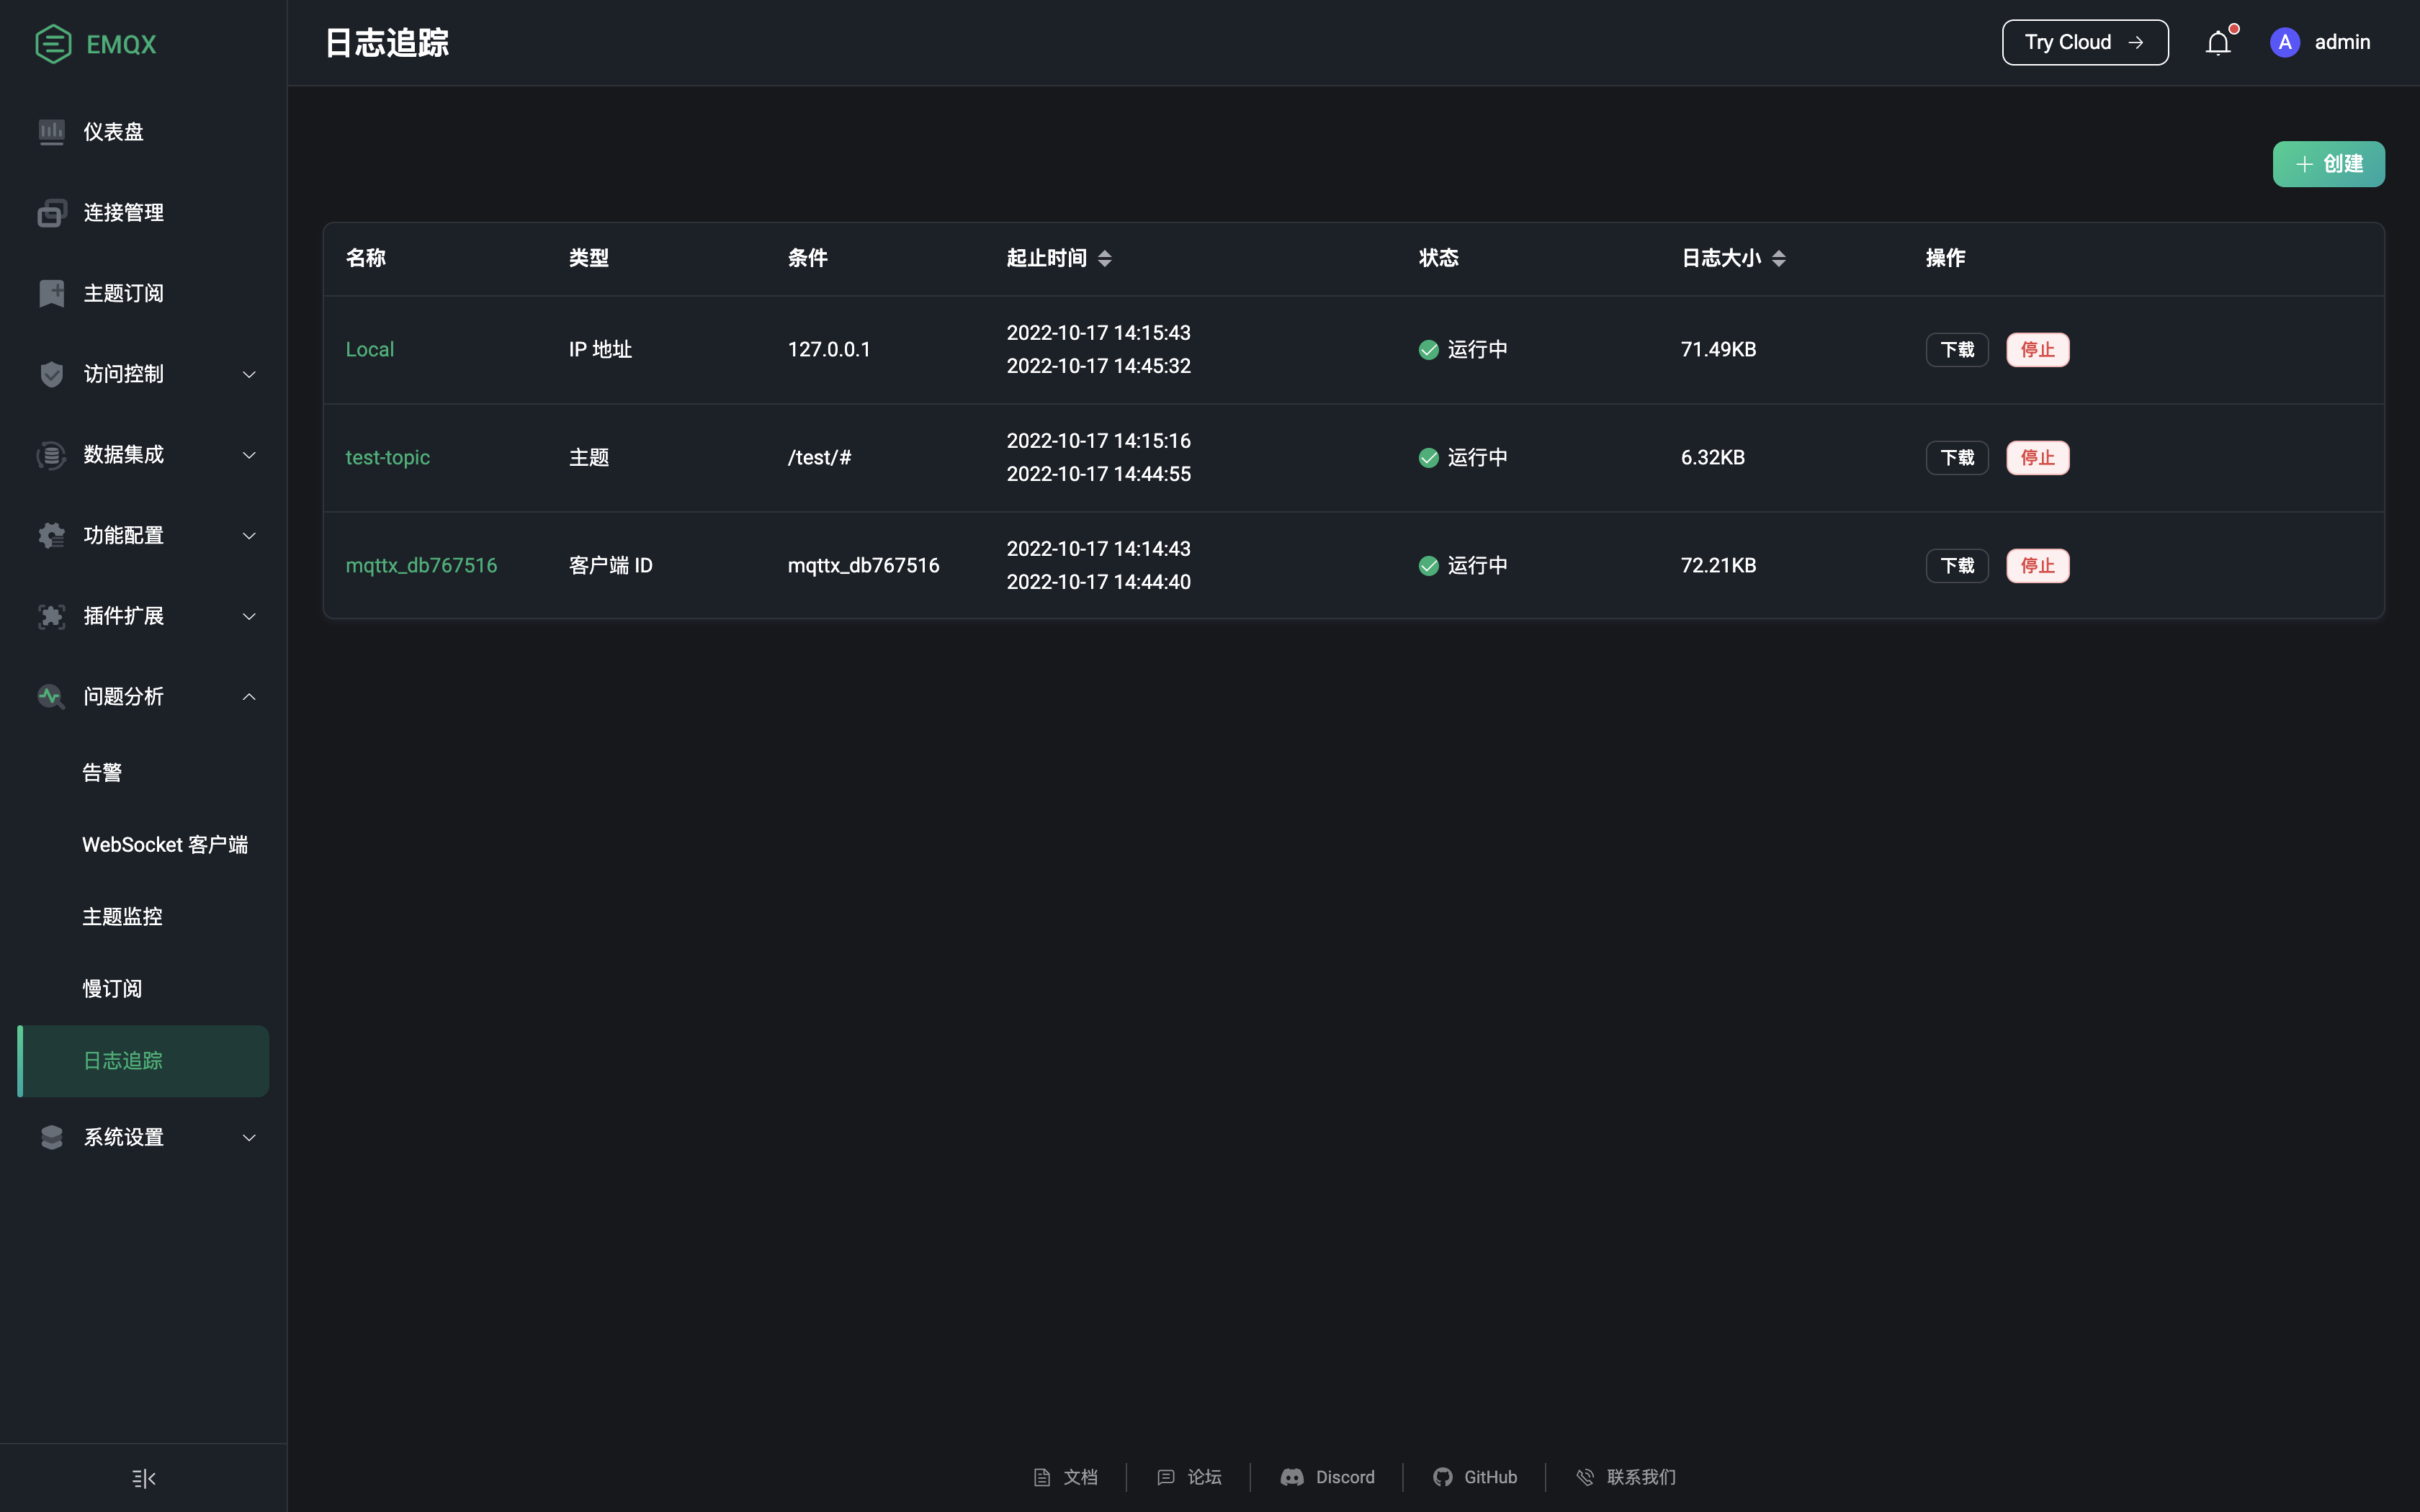 EMQX
仪表盘
连接管理
主题订阅
访问控制
数据集成
功能配置
插件扩展
问题分析
告警
WebSocket 客户端
主题监控
慢订阅
日志追踪
系统设置
日志追踪
Try Cloud
A admin
创建
名称 类型 条件 起止时间 状态 日志大小 操作
Local IP 地址 127.0.0.1 2022-10-17 14:15:43 运行中 71.49KB 下载 停止
2022-10-17 14:45:32
test-topic 主题 /test/# 2022-10-17 14:15:16 运行中 6.32KB 下载 停止
2022-10-17 14:44:55
mqttx_db767516 客户端 ID mqttx_db767516 2022-10-17 14:14:43 运行中 72.21KB 下载 停止
2022-10-17 14:44:40
文档 论坛 Discord GitHub 联系我们